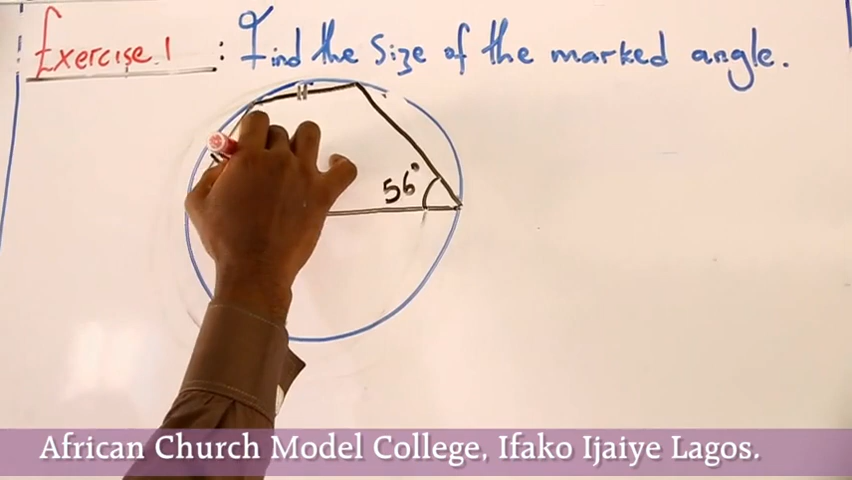 Exercise 1 : Find the Size of the marked angle.
56°
African Church Model College, Ifako Ijaiye Lagos.